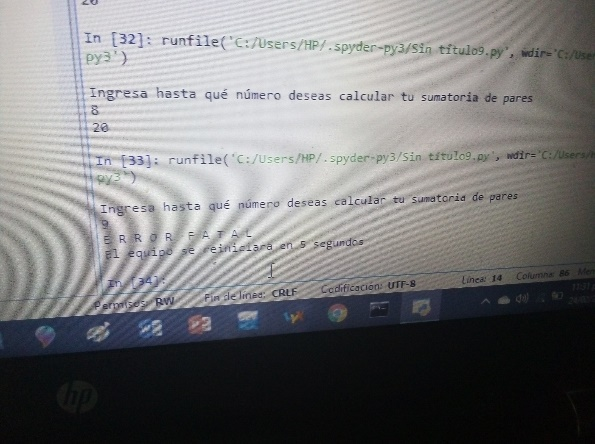 20
In [32]: runfile('C:/Users/HP/.spyder-py3/Sin título9.py', wdir='C:/Use
py3')
Ingresa hasta qué número deseas calcular tu sumatoria de pares
8
20
In [33]: runfile('C:/Users/HP/.spyder-py3/Sin título9.py', wdir='C:/Users/
py3')
Ingresa hasta qué número deseas calcular tu sumatoria de pares
9
E R R O R  F A T A L
El equipo se reiniciará en 5 segundos
In [34]:
Permisos: RW Fin de línea: CRLF Codificación: UTF-8 Línea: 14 Columna: 86
hp